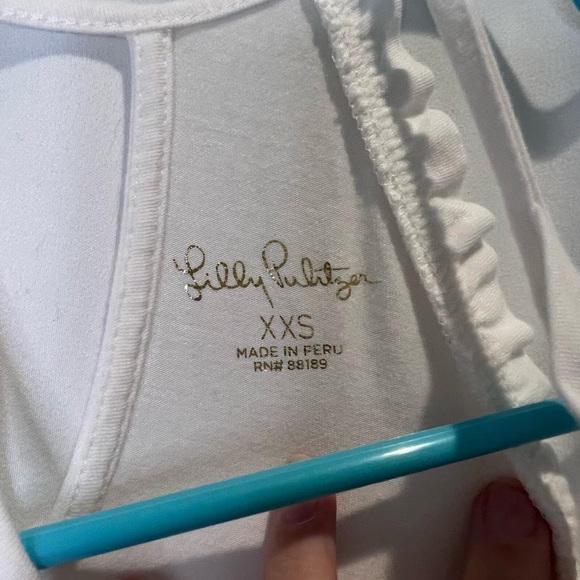 Lilly Pulitzer
XXS
MADE IN PERU
RN# 88189